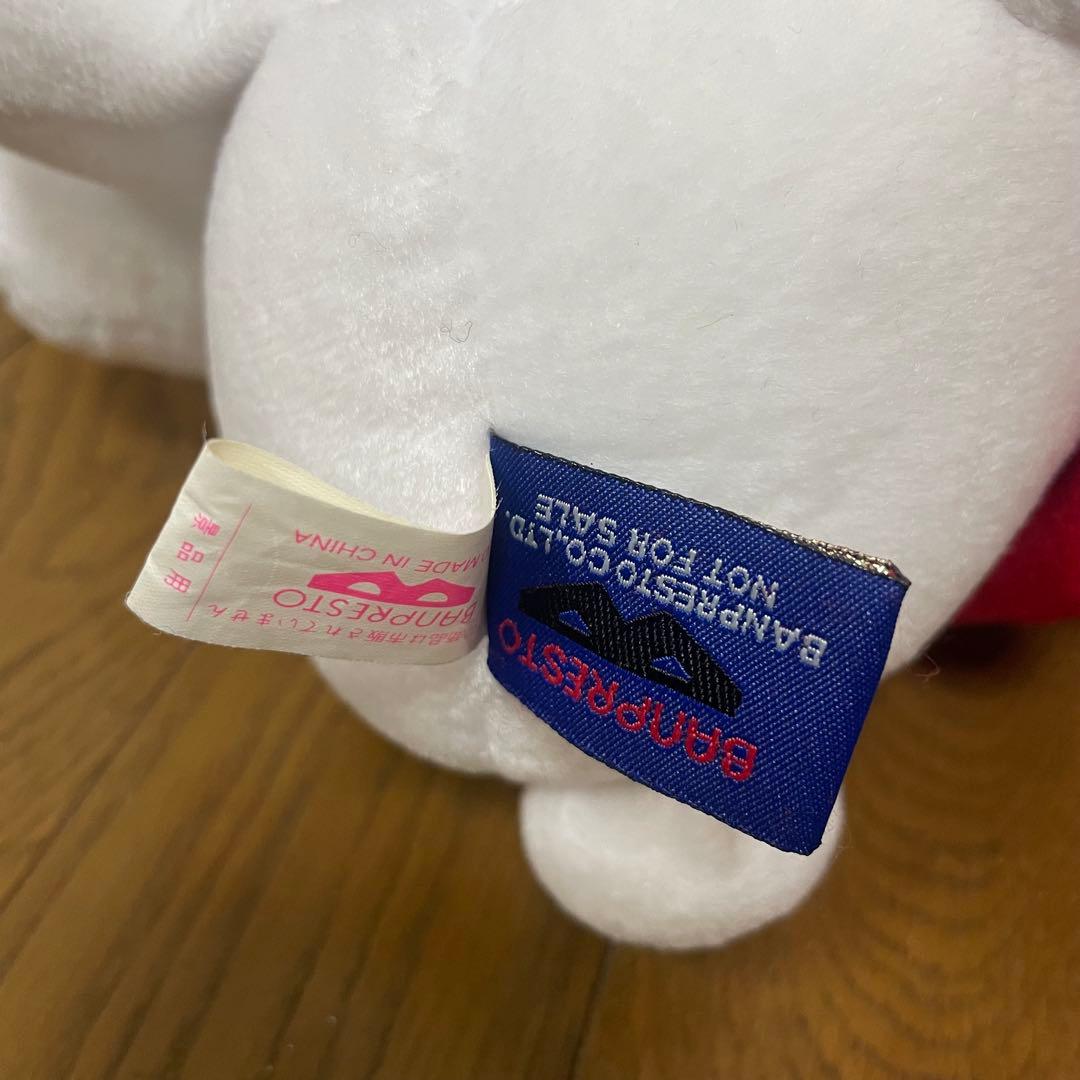 BANPRESTO
BANPRESTO CO.,LTD.
NOT FOR SALE
品は市販されていません
BANPRESTO
MADE IN CHINA
景品用